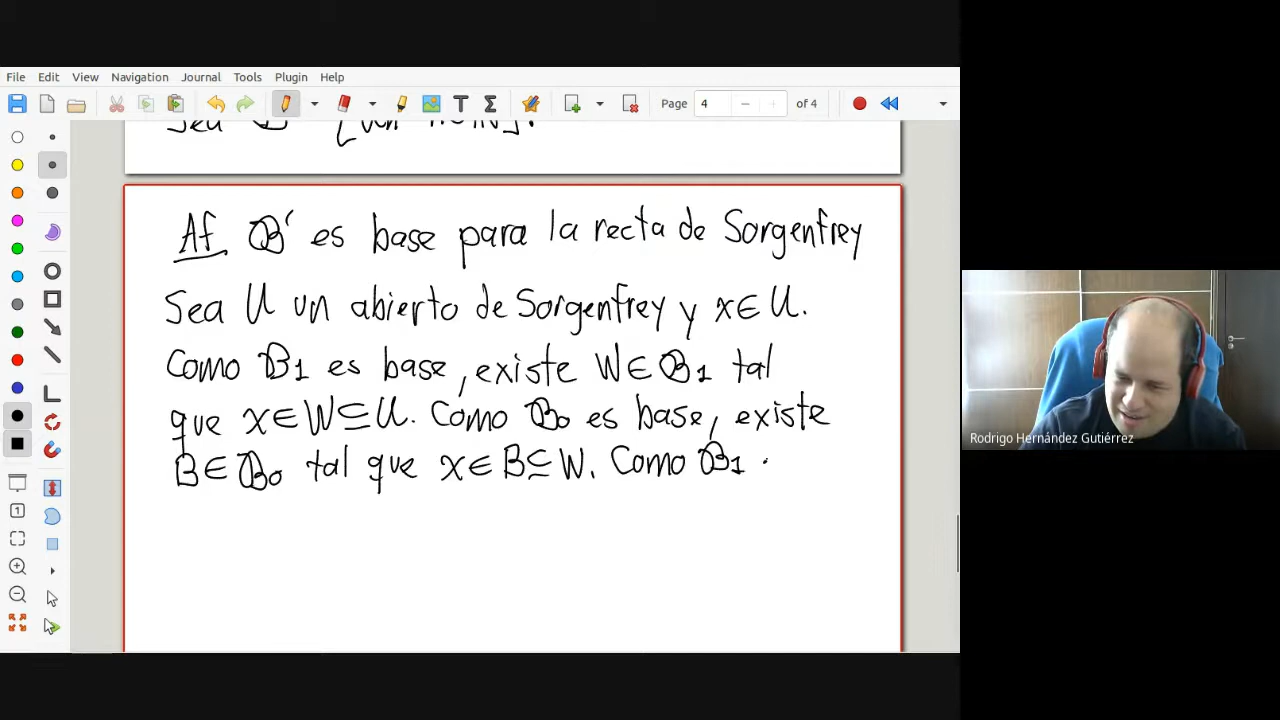 File Edit View Navigation Journal Tools Plugin Help
Page 4 of 4
Sea
Af. ℬ′ es base para la recta de Sorgenfrey
Sea U un abierto de Sorgenfrey y x∈U.
Como ℬ₁ es base, existe W∈ℬ₁ tal
que x∈W⊆U. Como ℬ₀ es base, existe
B∈ℬ₀ tal que x∈B⊆W. Como ℬ₁
Rodrigo Hernández Gutiérrez